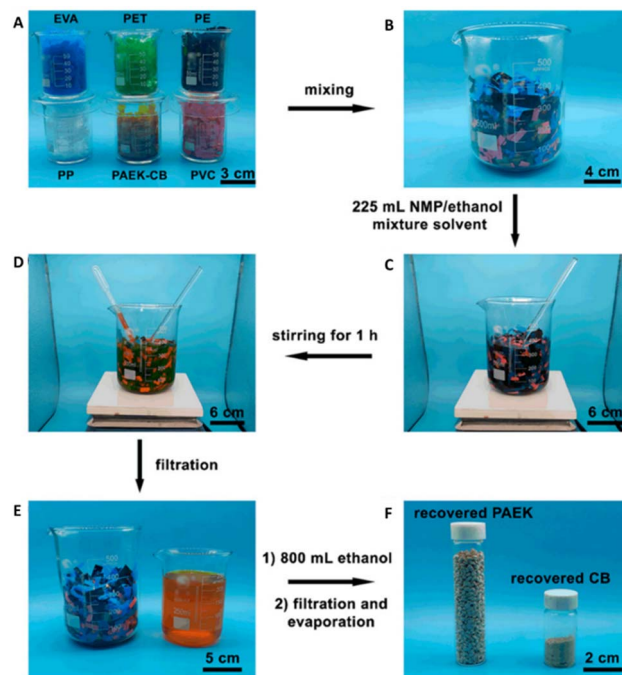 A
EVA PET PE
PP PAEK-CB PVC
3 cm
mixing
B
4 cm
225 mL NMP/ethanol
mixture solvent
D
6 cm
stirring for 1 h
C
6 cm
filtration
E
5 cm
1) 800 mL ethanol
2) filtration and
evaporation
F
recovered PAEK
recovered CB
2 cm